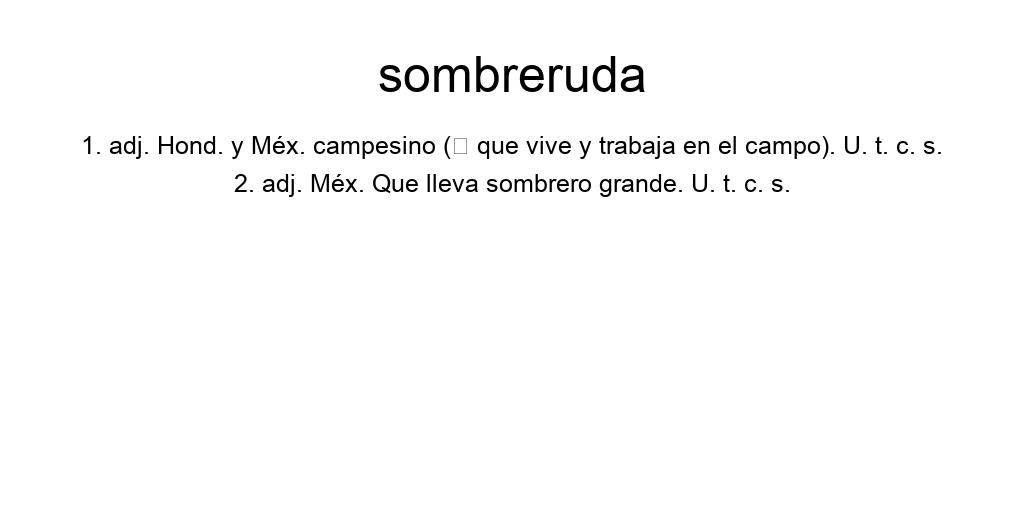 sombreruda
1. adj. Hond. y Méx. campesino (▯ que vive y trabaja en el campo). U. t. c. s.
2. adj. Méx. Que lleva sombrero grande. U. t. c. s.